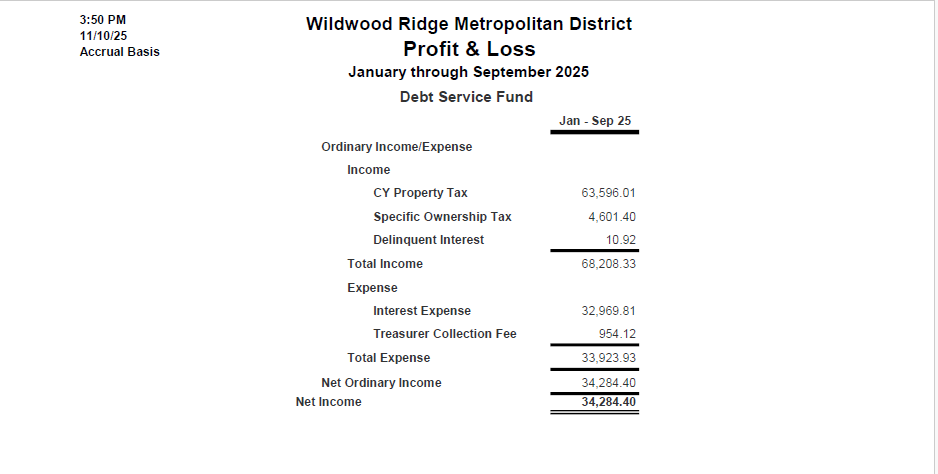 3:50 PM
11/10/25
Accrual Basis
Wildwood Ridge Metropolitan District
Profit & Loss
January through September 2025
Debt Service Fund
Jan - Sep 25
Ordinary Income/Expense
Income
CY Property Tax 63,596.01
Specific Ownership Tax 4,601.40
Delinquent Interest 10.92
Total Income 68,208.33
Expense
Interest Expense 32,969.81
Treasurer Collection Fee 954.12
Total Expense 33,923.93
Net Ordinary Income 34,284.40
Net Income 34,284.40